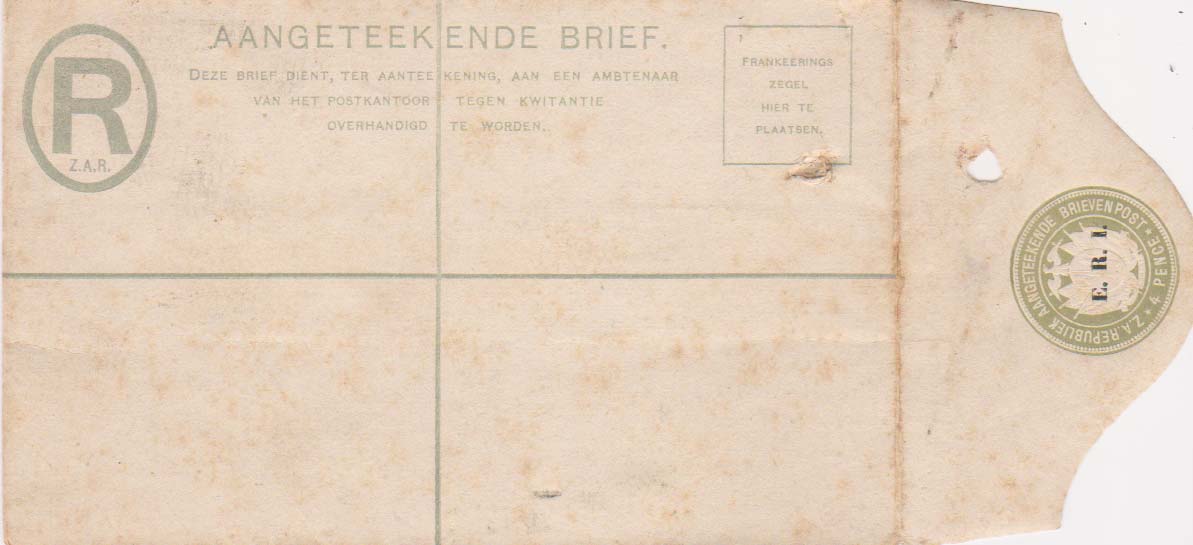 AANGETEEKENDE BRIEF.
DEZE BRIEF DIENT, TER AANTEEKENING, AAN EEN AMBTENAAR
VAN HET POSTKANTOOR TEGEN KWITANTIE
OVERHANDIGD TE WORDEN.
R
Z.A.R.
FRANKEERINGS
ZEGEL
HIER TE
PLAATSEN.
Z.A. REPUBLIEK AANGETEEKENDE BRIEVEN POST * 4 PENCE *
E. R. I.